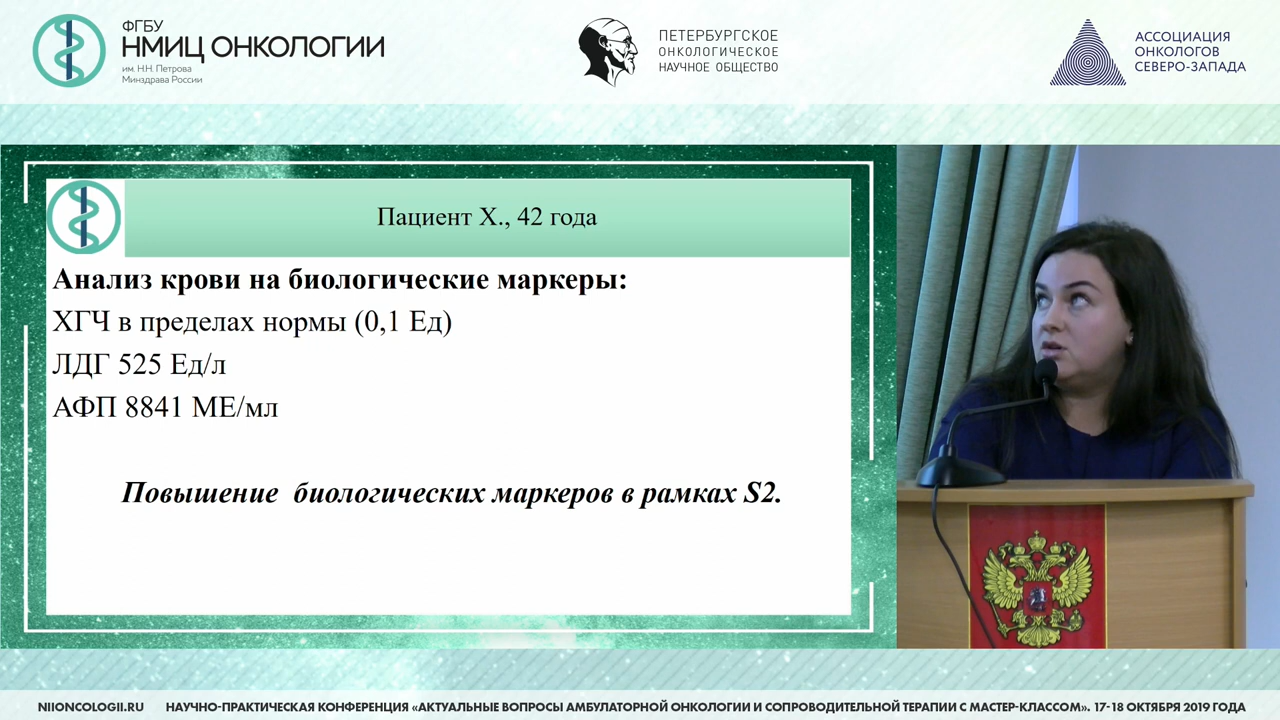 ФГБУ
НМИЦ ОНКОЛОГИИ
им. Н.Н. Петрова
Минздрава России
ПЕТЕРБУРГСКОЕ
ОНКОЛОГИЧЕСКОЕ
НАУЧНОЕ ОБЩЕСТВО
АССОЦИАЦИЯ
ОНКОЛОГОВ
СЕВЕРО-ЗАПАДА
Пациент Х., 42 года
Анализ крови на биологические маркеры:
ХГЧ в пределах нормы (0,1 Ед)
ЛДГ 525 Ед/л
АФП 8841 МЕ/мл
Повышение биологических маркеров в рамках S2.
NIIONCOLOGII.RU НАУЧНО-ПРАКТИЧЕСКАЯ КОНФЕРЕНЦИЯ «АКТУАЛЬНЫЕ ВОПРОСЫ АМБУЛАТОРНОЙ ОНКОЛОГИИ И СОПРОВОДИТЕЛЬНОЙ ТЕРАПИИ С МАСТЕР-КЛАССОМ». 17-18 ОКТЯБРЯ 2019 ГОДА